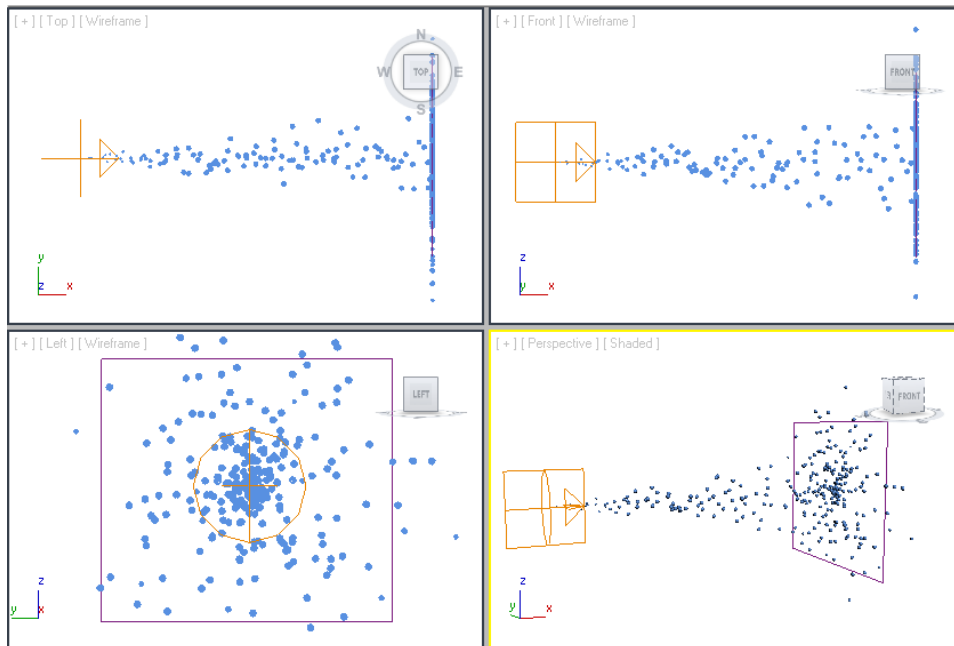 [ + ] [ Top ] [ Wireframe ]
N
W TOP E
S
y
z x
[ + ] [ Front ] [ Wireframe ]
FRONT
z
y x
[ + ] [ Left ] [ Wireframe ]
LEFT
z
y x
[ + ] [ Perspective ] [ Shaded ]
FRONT
z
y x